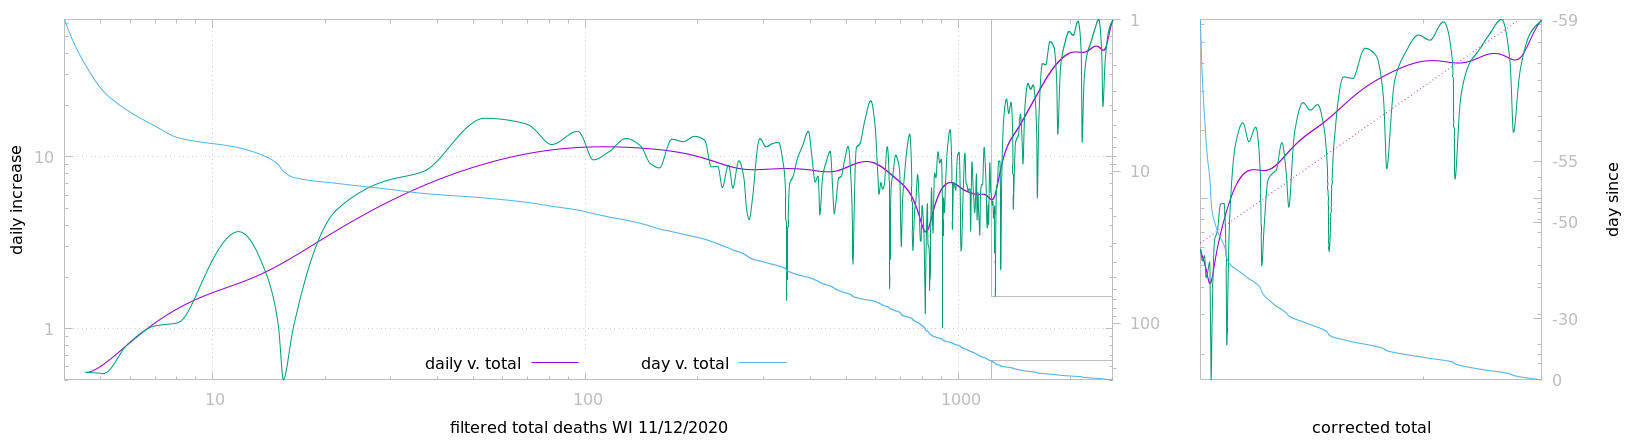 daily increase
10
1
10
100
1000
1
10
100
daily v. total
day v. total
filtered total deaths WI 11/12/2020
-59
-55
-50
-30
0
day since
corrected total